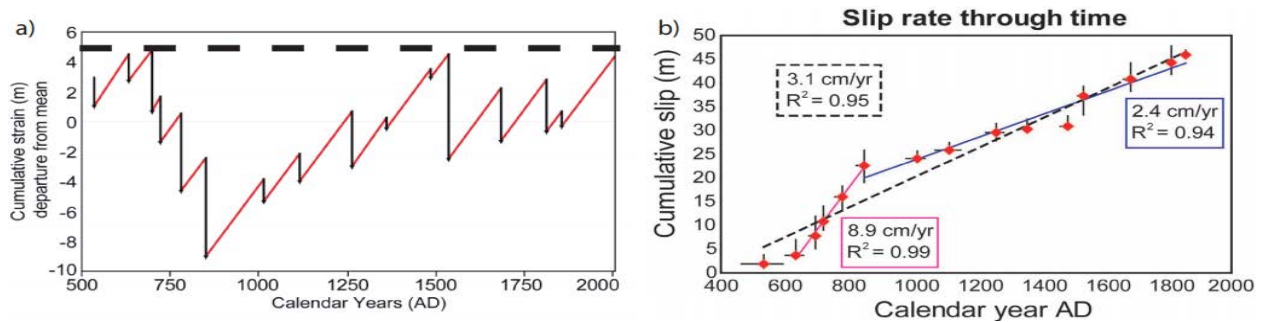 a)
6
4
2
0
-2
-4
-6
-8
-10
Cumulative strain (m)
departure from mean
500
750
1000
1250
1500
1750
2000
Calendar Years (AD)
b)
Slip rate through time
50
45
40
35
30
25
20
15
10
5
0
Cumulative slip (m)
3.1 cm/yr
R² = 0.95
2.4 cm/yr
R² = 0.94
8.9 cm/yr
R² = 0.99
400
600
800
1000
1200
1400
1600
1800
2000
Calendar year AD